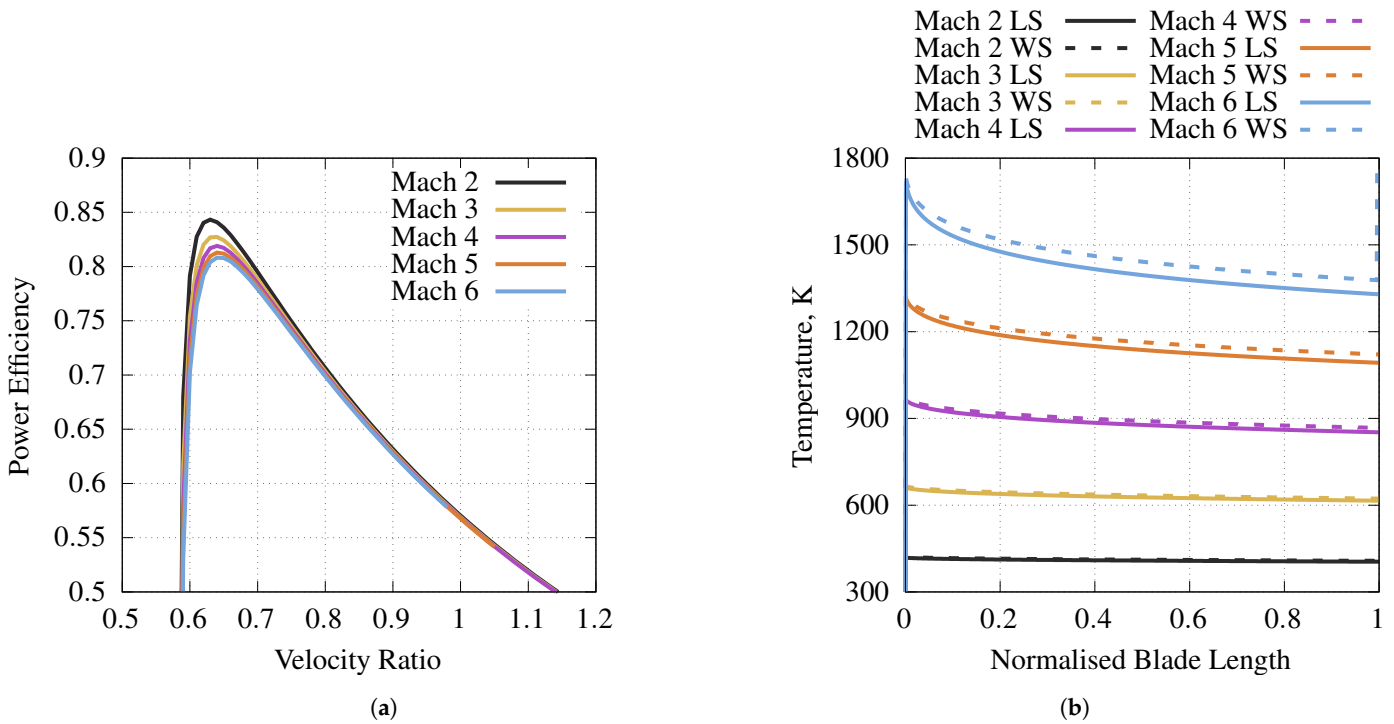 Mach 2
Mach 3
Mach 4
Mach 5
Mach 6
0.9
0.85
0.8
0.75
0.7
0.65
0.6
0.55
0.5
Power Efficiency
0.5 0.6 0.7 0.8 0.9 1 1.1 1.2
Velocity Ratio
(a)
Mach 2 LS Mach 4 WS
Mach 2 WS Mach 5 LS
Mach 3 LS Mach 5 WS
Mach 3 WS Mach 6 LS
Mach 4 LS Mach 6 WS
1800
1500
1200
900
600
300
Temperature, K
0 0.2 0.4 0.6 0.8 1
Normalised Blade Length
(b)